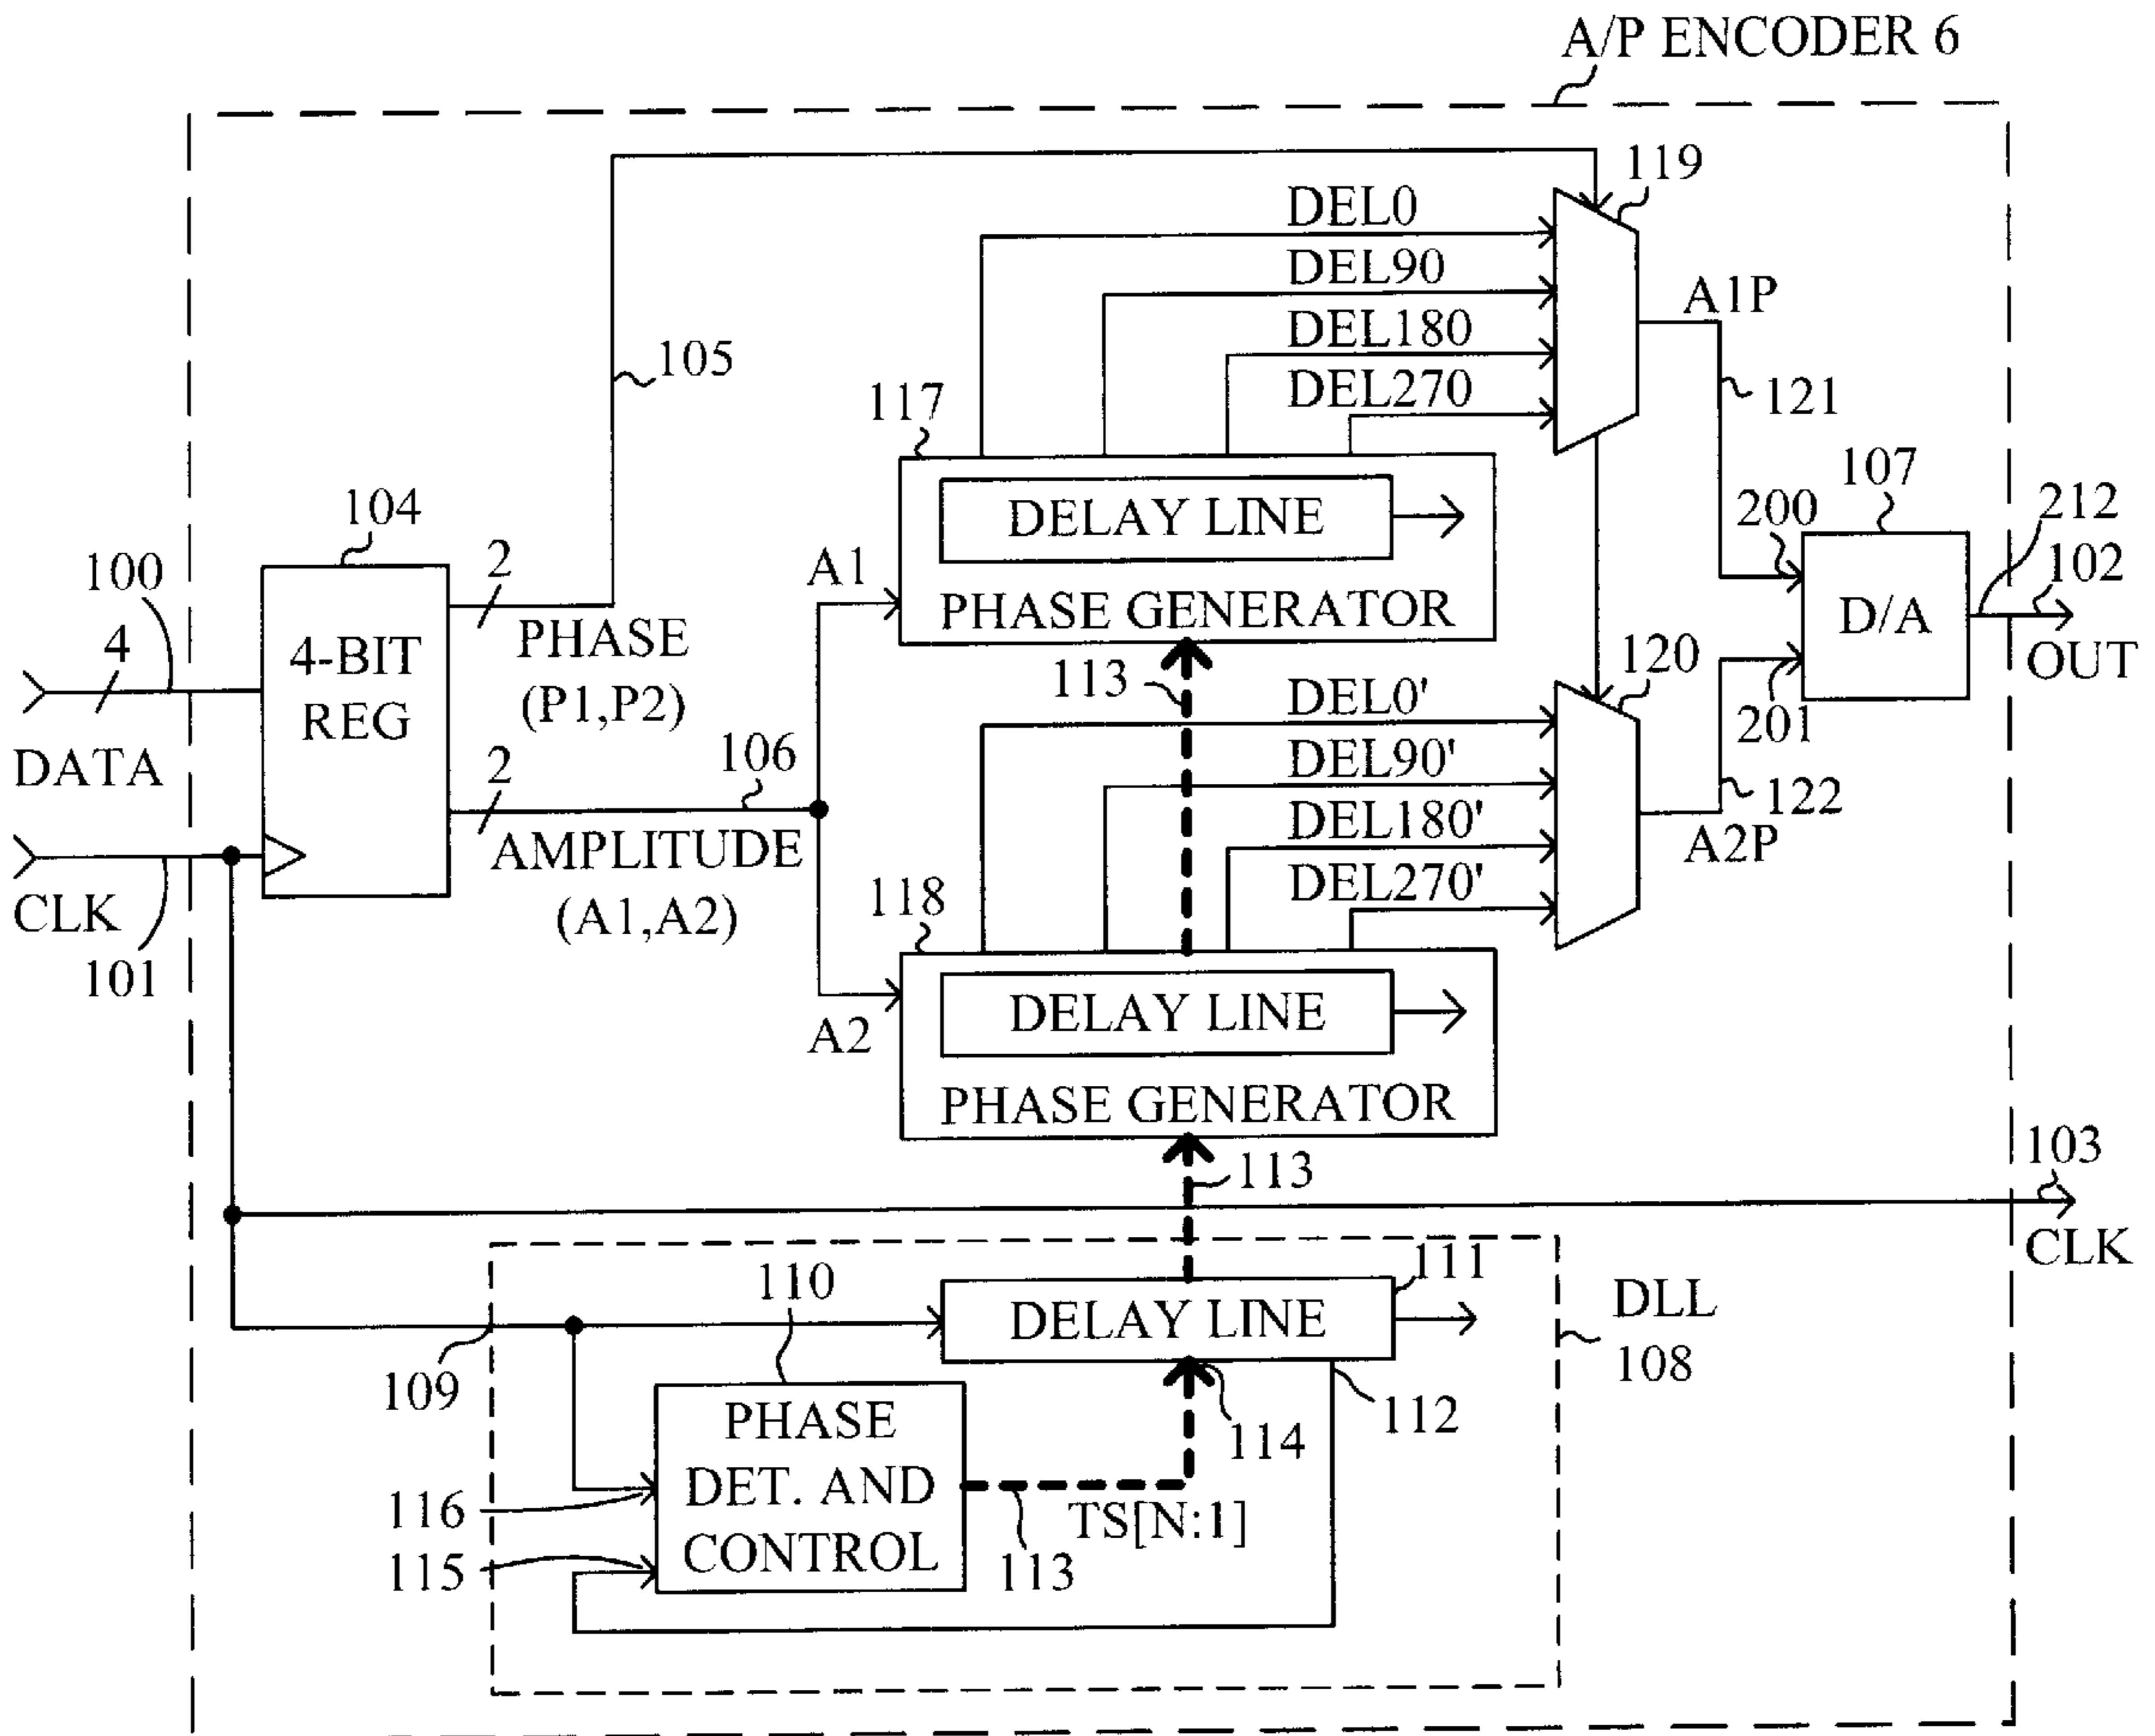 A/P ENCODER 6
119
DEL0
DEL90
A1P
DEL180
105
DEL270
117
121
107
104
DELAY LINE
200
212
2
A1
100
102
PHASE GENERATOR
D/A
4
4-BIT
REG
PHASE
(P1,P2)
120
OUT
113
DEL0'
201
DATA
2
106
DEL90'
122
DEL180'
A2P
AMPLITUDE
(A1,A2)
DEL270'
CLK
118
101
DELAY LINE
A2
PHASE GENERATOR
103
113
CLK
110
111
DELAY LINE
DLL
108
109
PHASE
DET. AND
CONTROL
112
114
116
TS[N:1]
115
113